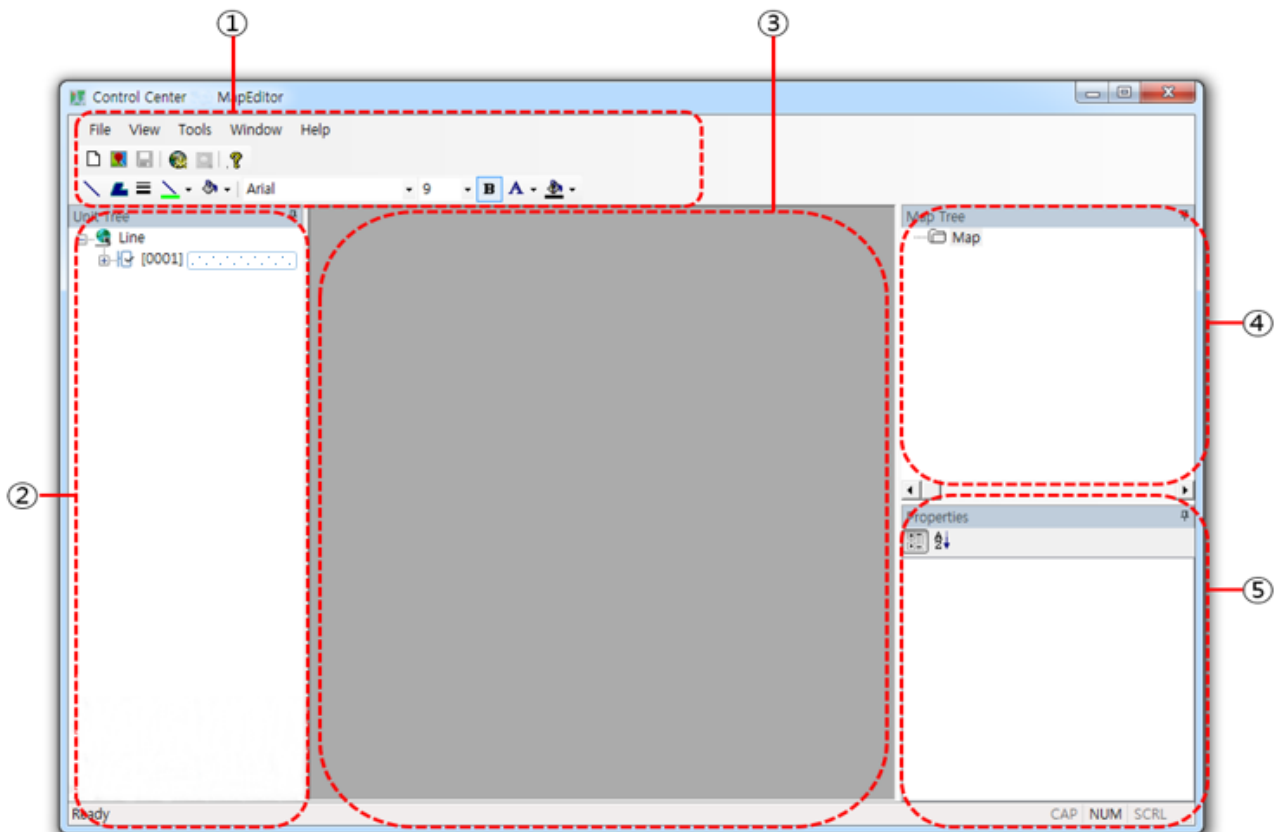 ① ③
Control Center MapEditor
File View Tools Window Help
Arial 9 B A
Unit Tree
Line
[0001]
Map Tree
Map
④
②
Properties
A
Z
⑤
Ready CAP NUM SCRL